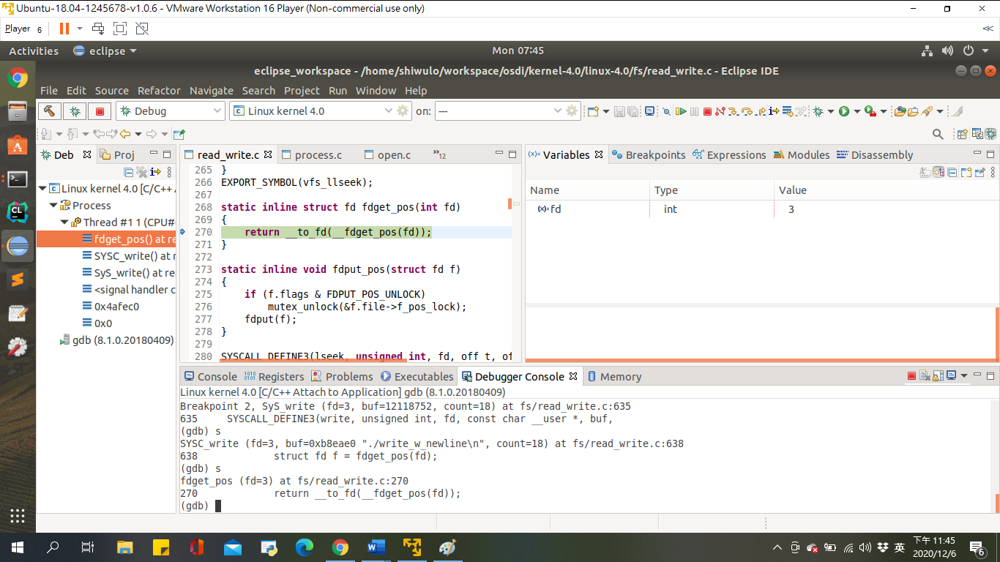 Ubuntu-18.04-1245678-v1.0.6 - VMware Workstation 16 Player (Non-commercial use only)
Player 6
Activities eclipse Mon 07:45
eclipse_workspace - /home/shiwulo/workspace/osdi/kernel-4.0/linux-4.0/fs/read_write.c - Eclipse IDE
File Edit Source Refactor Navigate Search Project Run Window Help
Debug Linux kernel 4.0 on: ---
Deb Proj
Linux kernel 4.0 [C/C++ A
Process
Thread #1 1 (CPU#
fdget_pos() at re
SYSC_write() at r
SyS_write() at rea
<signal handler c
0x4afec0
0x0
gdb (8.1.0.20180409)
read_write.c process.c open.c »12
265 }
266 EXPORT_SYMBOL(vfs_llseek);
267
268 static inline struct fd fdget_pos(int fd)
269 {
270     return __to_fd(__fdget_pos(fd));
271 }
272
273 static inline void fdput_pos(struct fd f)
274 {
275     if (f.flags & FDPUT_POS_UNLOCK)
276         mutex_unlock(&f.file->f_pos_lock);
277     fdput(f);
278 }
279
280 SYSCALL_DEFINE3(lseek, unsigned int, fd, off_t, of
Variables Breakpoints Expressions Modules Disassembly
Name Type Value
fd int 3
Console Registers Problems Executables Debugger Console Memory
Linux kernel 4.0 [C/C++ Attach to Application] gdb (8.1.0.20180409)
Breakpoint 2, SyS_write (fd=3, buf=12118752, count=18) at fs/read_write.c:635
635     SYSCALL_DEFINE3(write, unsigned int, fd, const char __user *, buf,
(gdb) s
SYSC_write (fd=3, buf=0xb8eae0 "./write_w_newline\n", count=18) at fs/read_write.c:638
638             struct fd f = fdget_pos(fd);
(gdb) s
fdget_pos (fd=3) at fs/read_write.c:270
270             return __to_fd(__fdget_pos(fd));
(gdb)
英 下午 11:45
2020/12/6 6